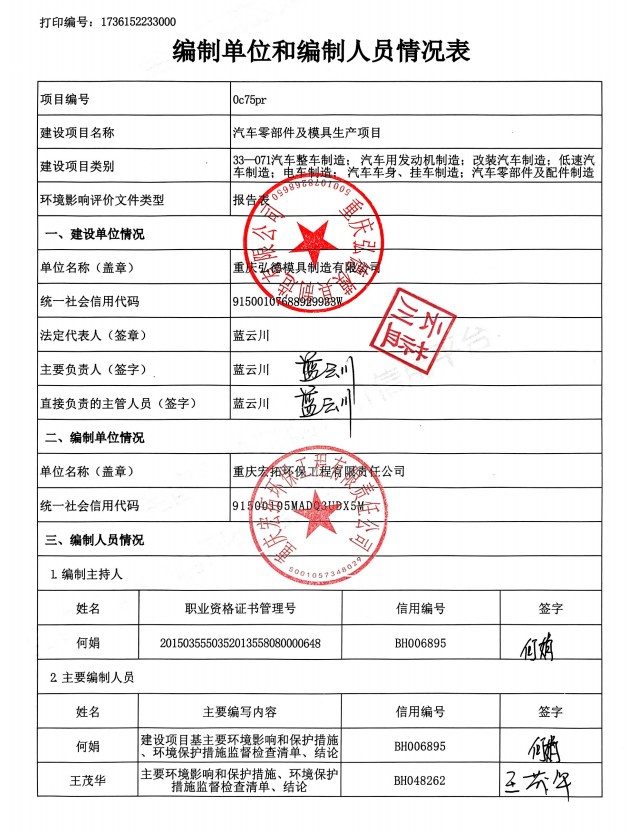 打印编号：1736152233000
编制单位和编制人员情况表
项目编号 0c75pr
建设项目名称 汽车零部件及模具生产项目
建设项目类别 33—071汽车整车制造；汽车用发动机制造；改装汽车制造；低速汽
车制造；电车制造；汽车车身、挂车制造；汽车零部件及配件制造
环境影响评价文件类型 报告表
一、建设单位情况
单位名称（盖章） 重庆弘德模具制造有限公司
统一社会信用代码 91500107688929933W
法定代表人（签章） 蓝云川
主要负责人（签字） 蓝云川 蓝云川
直接负责的主管人员（签字） 蓝云川 蓝云川
二、编制单位情况
单位名称（盖章） 重庆宏拓环保工程有限责任公司
统一社会信用代码 91500105MADQ3UDX5M
重庆宏拓环保工程有限责任公司
5001057348029
三、编制人员情况
1.编制主持人
姓名 职业资格证书管理号 信用编号 签字
何娟 2015035550352013558080000648 BH006895 何娟
2.主要编制人员
姓名 主要编写内容 信用编号 签字
何娟 建设项目基主要环境影响和保护措施
、环境保护措施监督检查清单、结论 BH006895 何娟
王茂华 主要环境影响和保护措施、环境保护
措施监督检查清单、结论 BH048262 王茂华